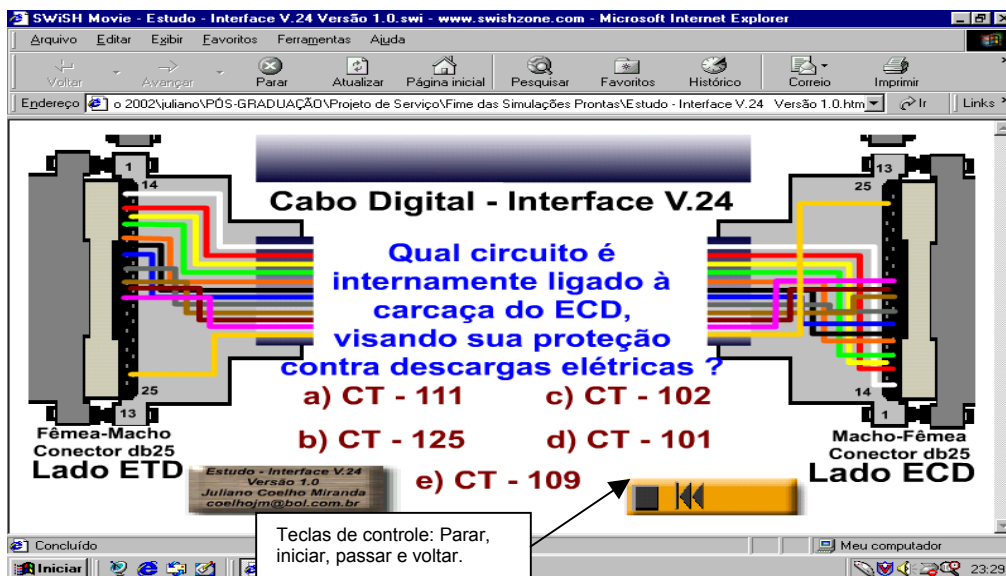 SWiSH Movie - Estudo - Interface V.24 Versão 1.0.swi - www.swishzone.com - Microsoft Internet Explorer
Arquivo Editar Exibir Favoritos Ferramentas Ajuda
Voltar Avançar Parar Atualizar Página inicial Pesquisar Favoritos Histórico Correio Imprimir
Endereço o 2002\juliano\PÓS-GRADUAÇÃO\Projeto de Serviço\Fime das Simulações Prontas\Estudo - Interface V.24 Versão 1.0.htm Ir Links
1 13
14 25
Cabo Digital - Interface V.24
Qual circuito é
internamente ligado à
carcaça do ECD,
visando sua proteção
contra descargas elétricas ?
a) CT - 111 c) CT - 102
b) CT - 125 d) CT - 101
e) CT - 109
25 14
13 1
Fêmea-Macho
Conector db25
Lado ETD
Macho-Fêmea
Conector db25
Lado ECD
Estudo - Interface V.24
Versão 1.0
Juliano Coelho Miranda
coelhojm@bol.com.br
Teclas de controle: Parar,
iniciar, passar e voltar.
Concluído Meu computador
Iniciar 23:29